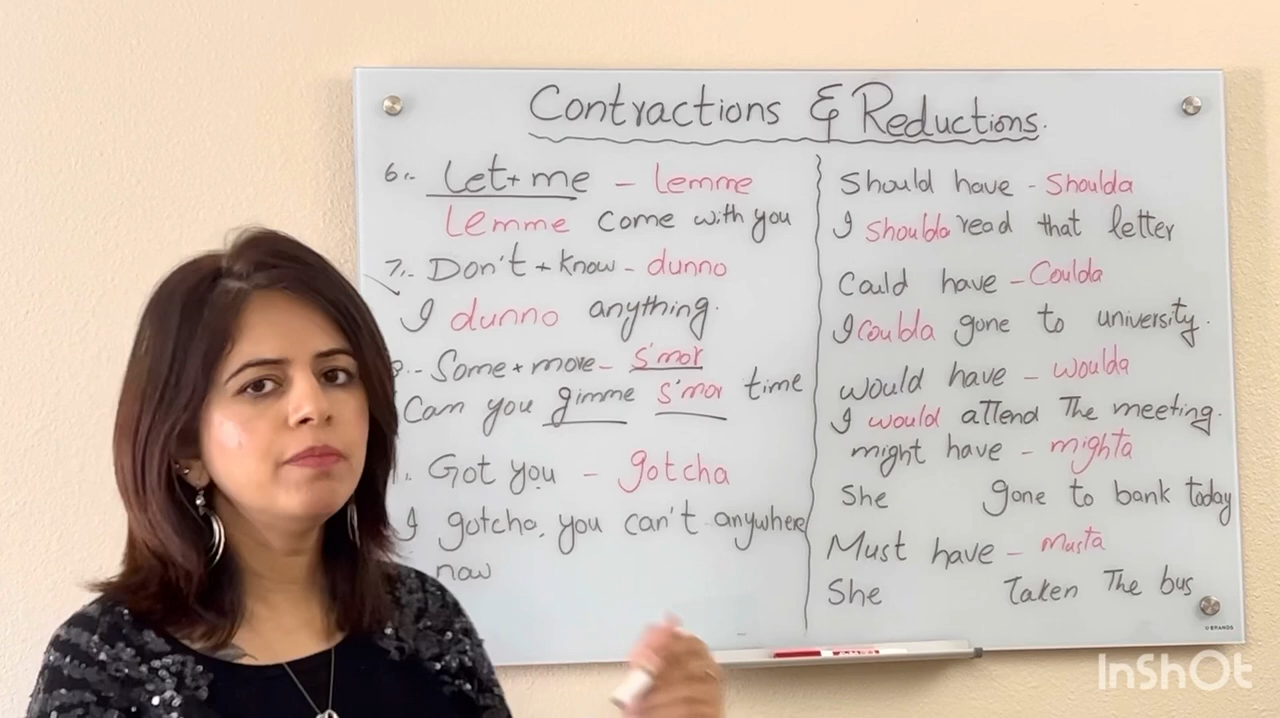 Contractions & Reductions.
6.- Let + me - lemme
Lemme come with you
7.- Don't + know - dunno
I dunno anything.
Some + more - s'mor
Can you gimme s'mor time
Got you - gotcha
I gotcha, you can't anywhere
now
Should have - Shoulda
I shoulda read that letter
Could have - Coulda
I coulda gone to university.
would have - woulda
I would attend The meeting.
might have - mighta
She gone to bank today
Must have - musta
She Taken The bus
U BRANDS
InShOt